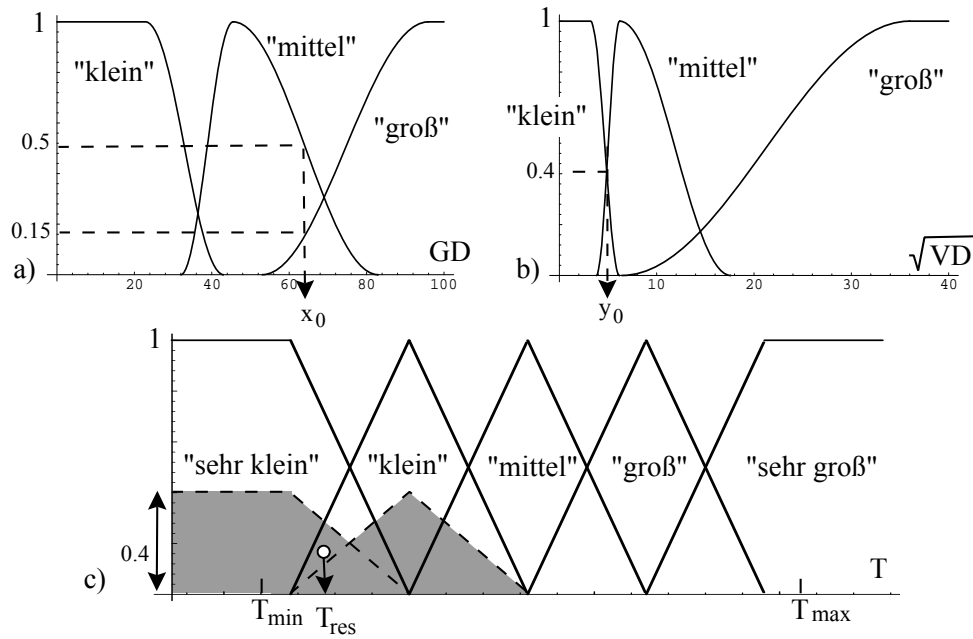 1
"klein"
"mittel"
"groß"
0.5
0.15
GD
a)
0 20 40 60 80 100
x0
1
"klein"
"mittel"
"groß"
0.4
√VD
b)
0 10 20 30 40
y0
1
"sehr klein"
"klein"
"mittel"
"groß"
"sehr groß"
0.4
c)
T
Tmin
Tres
Tmax